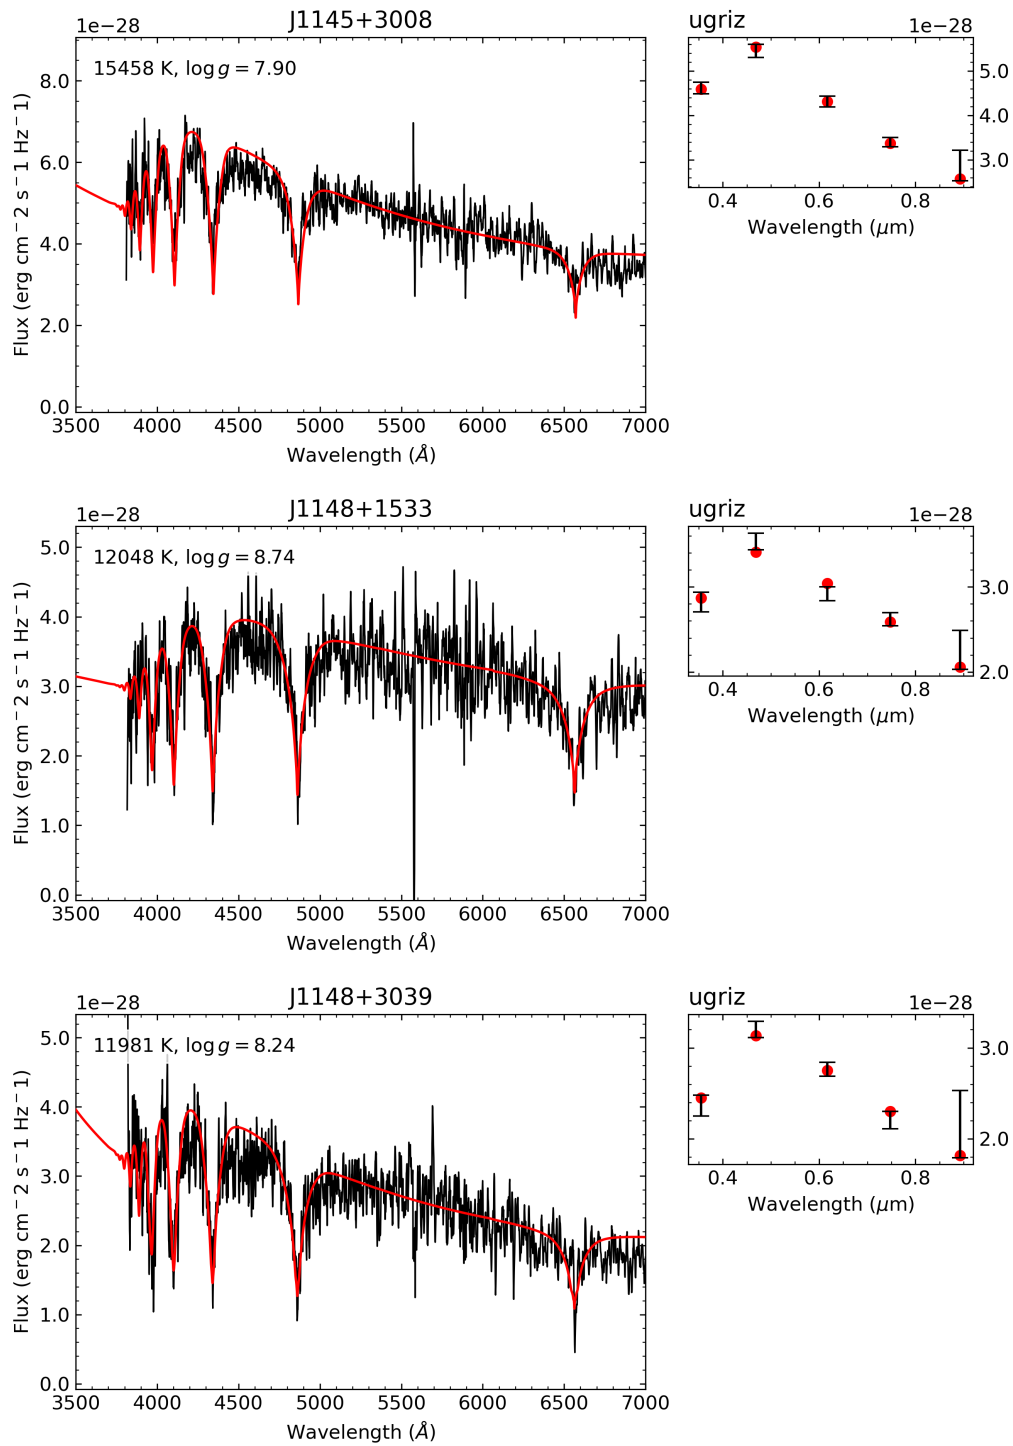 J1145+3008
1e−28
15458 K, log g = 7.90
8.0
6.0
4.0
2.0
0.0
3500 4000 4500 5000 5500 6000 6500 7000
Wavelength (Å)
Flux (erg cm−2 s−1 Hz−1)
ugriz
1e−28
5.0
4.0
3.0
0.4 0.6 0.8
Wavelength (μm)
J1148+1533
1e−28
12048 K, log g = 8.74
5.0
4.0
3.0
2.0
1.0
0.0
3500 4000 4500 5000 5500 6000 6500 7000
Wavelength (Å)
Flux (erg cm−2 s−1 Hz−1)
ugriz
1e−28
3.0
2.0
0.4 0.6 0.8
Wavelength (μm)
J1148+3039
1e−28
11981 K, log g = 8.24
5.0
4.0
3.0
2.0
1.0
0.0
3500 4000 4500 5000 5500 6000 6500 7000
Wavelength (Å)
Flux (erg cm−2 s−1 Hz−1)
ugriz
1e−28
3.0
2.0
0.4 0.6 0.8
Wavelength (μm)